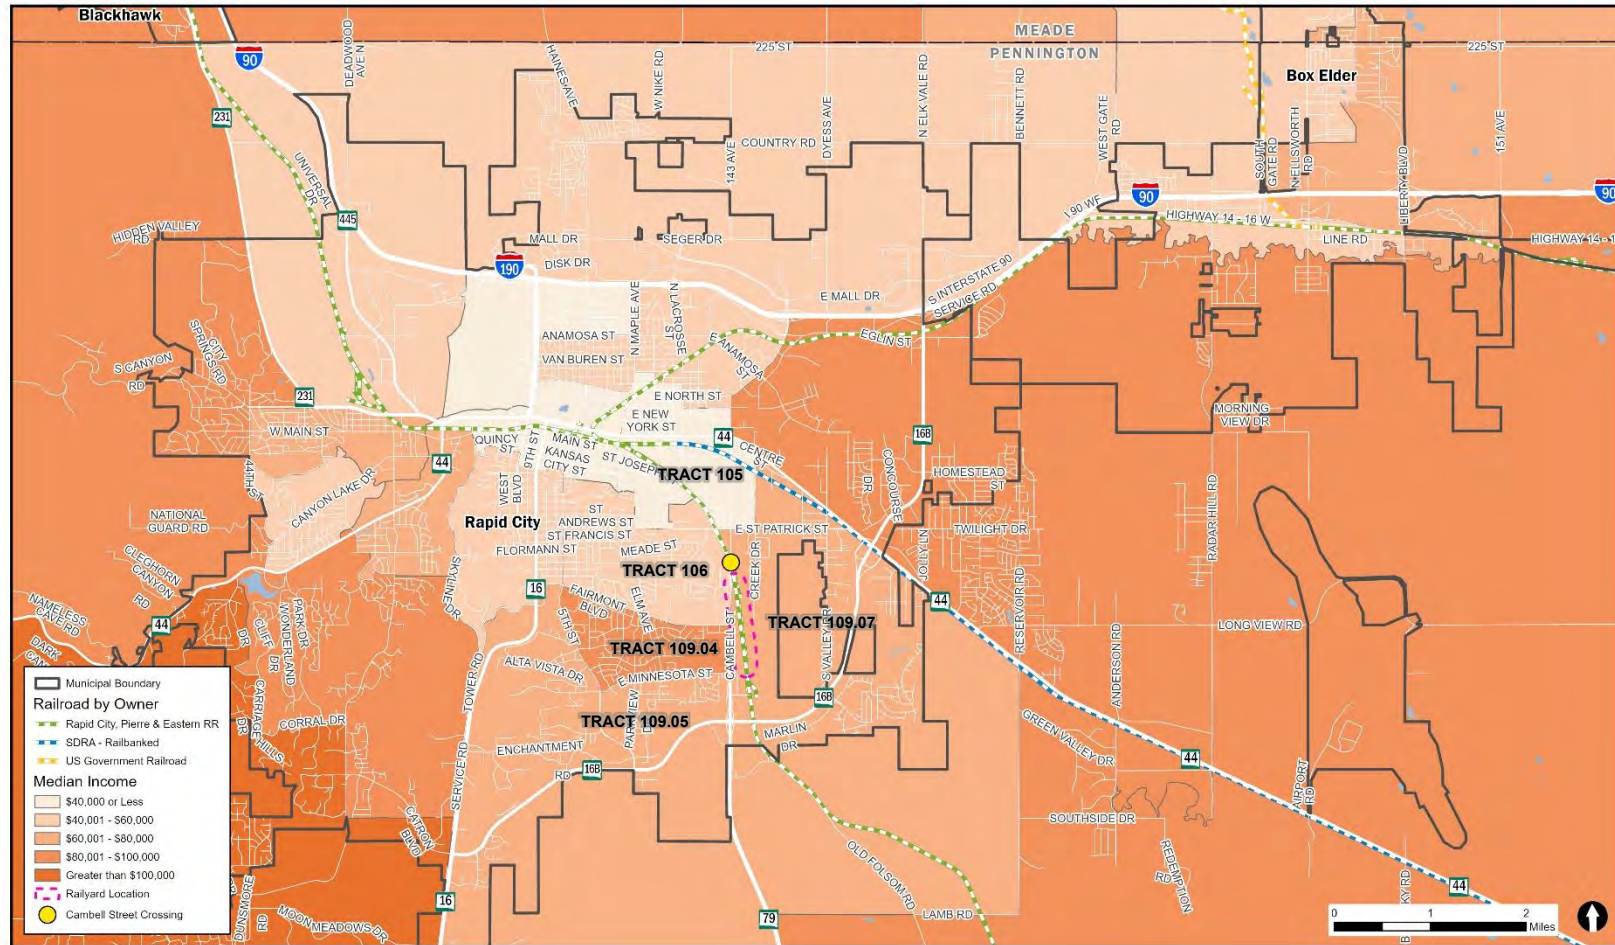 Blackhawk
90
DEADWOOD
AVE N
HAINES AVE
W NIKE RD
225 ST
MEADE
PENNINGTON
225 ST
Box Elder
231
UNIVERSAL
DR
445
COUNTRY RD
143 AVE
DYESS AVE
N ELK VALE RD
BENNETT RD
WEST GATE
RD
SOUTH
GATE RD
N ELLSWORTH
RD
LIBERTY BLVD
151 AVE
90
90
I 90 WF
HIGHWAY 14 - 16 W
LINE RD
HIGHWAY 14 - 1
HIDDEN VALLEY
RD
MALL DR
SEGER DR
190
DISK DR
E MALL DR
S INTERSTATE 90
SERVICE RD
N MAPLE AVE
N LACROSSE
ST
ANAMOSA ST
VAN BUREN ST
E ANAMOSA
ST
EGLIN ST
CITY
SPRINGS RD
S CANYON
RD
231
W MAIN ST
E NORTH ST
E NEW
YORK ST
44
QUINCY
ST
9TH ST
MAIN ST
KANSAS
CITY ST
ST JOSEPH
CENTRE
ST
16B
MORNING
VIEW DR
44TH ST
CANYON LAKE DR
44
WEST
BLVD
TRACT 105
CONCOURSE
DR
HOMESTEAD
ST
NATIONAL
GUARD RD
Rapid City
ST
ANDREWS ST
ST FRANCIS ST
FLORMANN ST
MEADE ST
E ST PATRICK ST
TWILIGHT DR
RADAR HILL RD
JOLLY LN
CLEGHORN
CANYON
RD
SKYLINE DR
16
TRACT 106
CREEK DR
44
NAMELESS
CAVE RD
DARK
44
PARK DR
WONDERLAND
DR
CLIFF
DR
FAIRMONT
BLVD
5TH ST
ELM AVE
CAMBELL ST
TRACT 109.07
S VALLEY DR
RESERVOIR RD
ANDERSON RD
LONG VIEW RD
TRACT 109.04
ALTA VISTA DR
E MINNESOTA ST
16B
TOWER RD
TRACT 109.05
PARKVIEW
DR
MARLIN
DR
GREEN VALLEY DR
44
CARRIAGE HILLS
DR
CORRAL DR
SERVICE RD
ENCHANTMENT
RD
16B
AIRPORT
RD
CATRON
BLVD
SOUTHSIDE DR
OLD FOLSOM RD
REDEMPTION
RD
44
16
DUNSMORE
RD
MOON
MEADOWS DR
79
LAMB RD
KY RD
B
Municipal Boundary
Railroad by Owner
Rapid City, Pierre & Eastern RR
SDRA - Railbanked
US Government Railroad
Median Income
$40,000 or Less
$40,001 - $60,000
$60,001 - $80,000
$80,001 - $100,000
Greater than $100,000
Railyard Location
Cambell Street Crossing
0 1 2
Miles